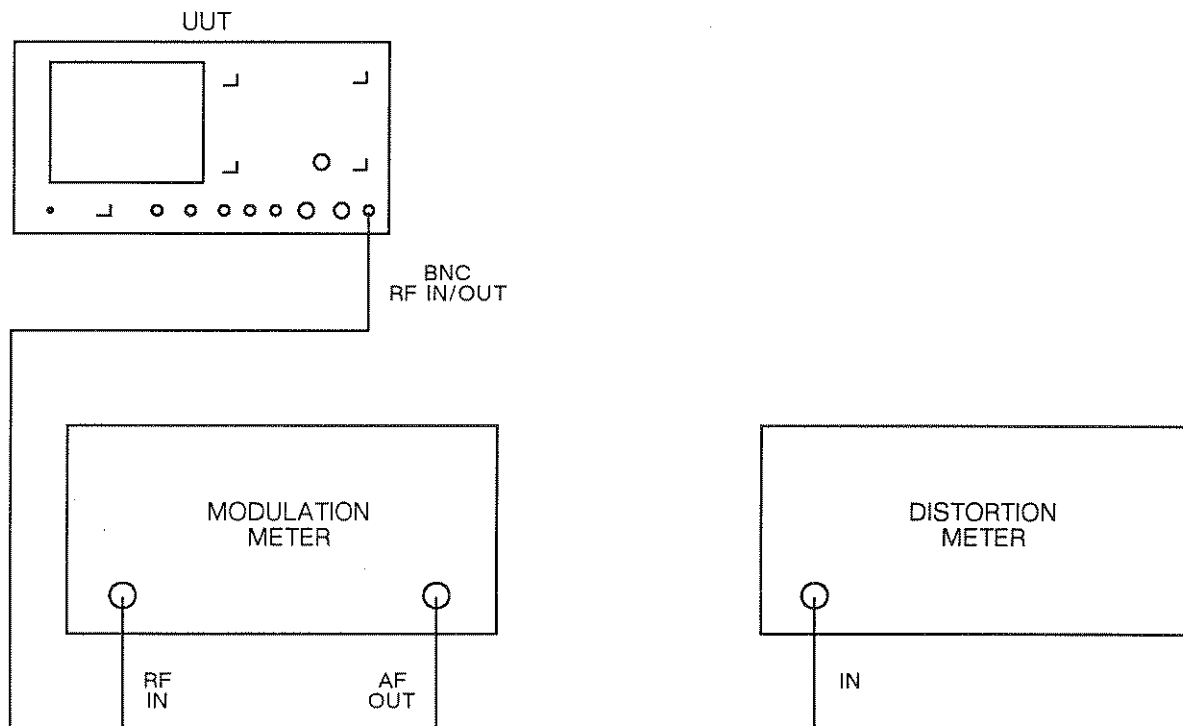 UUT
BNC
RF IN/OUT
MODULATION
METER
DISTORTION
METER
RF
IN
AF
OUT
IN